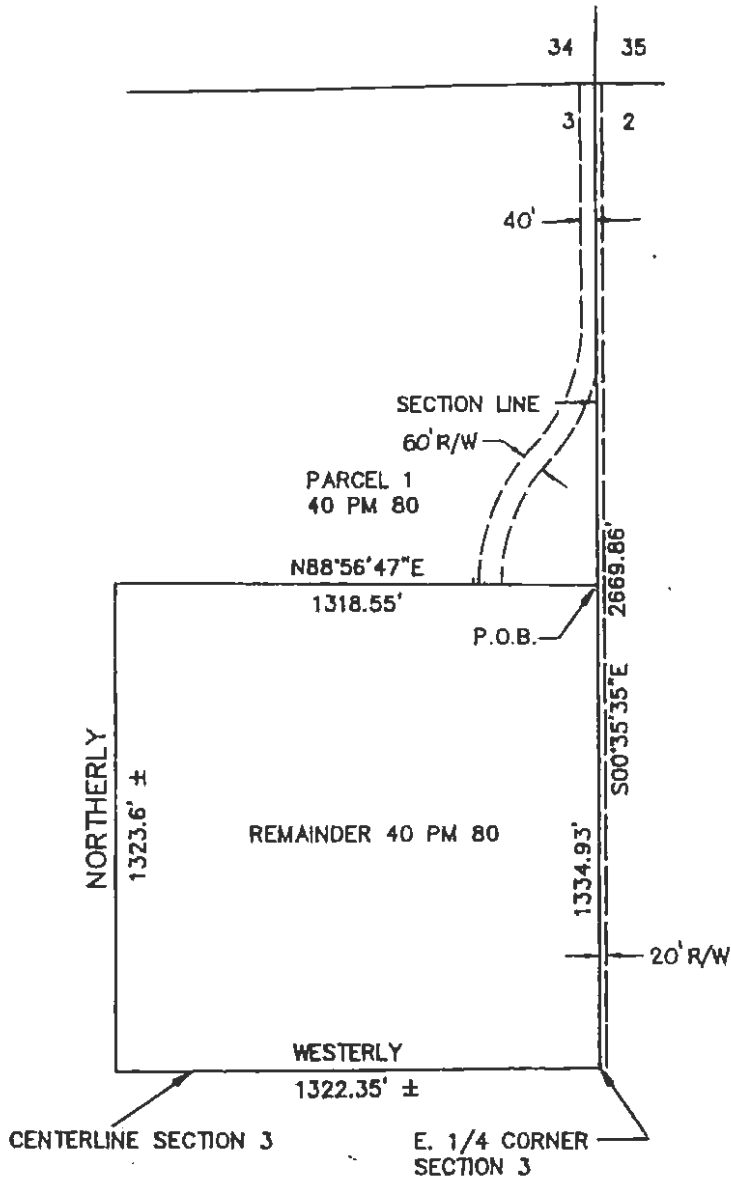 34 35
3 2
40'
SECTION LINE
60' R/W
PARCEL 1
40 PM 80
N88°56'47"E
1318.55'
2669.86'
P.O.B.
S00°35'35"E
NORTHERLY
1323.6' ±
REMAINDER 40 PM 80
1334.93'
20' R/W
WESTERLY
1322.35' ±
CENTERLINE SECTION 3
E. 1/4 CORNER
SECTION 3